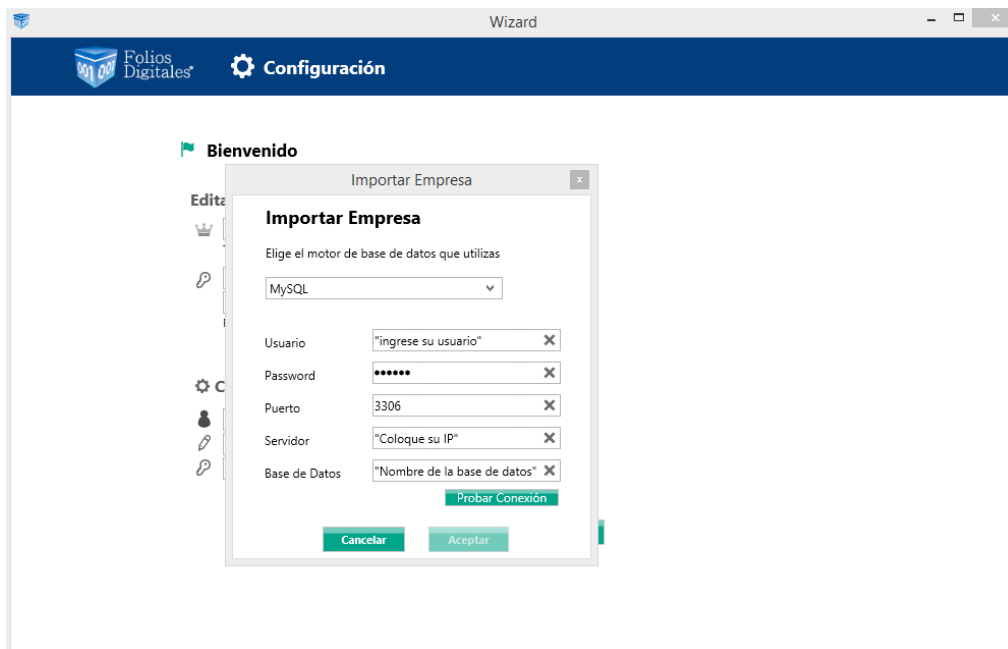 Wizard
Folios
Digitales
Configuración
Bienvenido
Importar Empresa
Edita
Importar Empresa
Elige el motor de base de datos que utilizas
MySQL
Usuario "ingrese su usuario"
Password ••••••
Puerto 3306
Servidor "Coloque su IP"
Base de Datos "Nombre de la base de datos"
Probar Conexión
Cancelar Aceptar